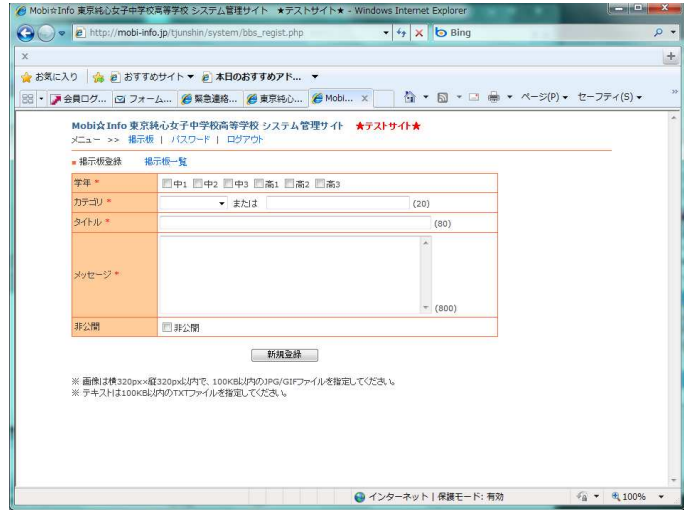 Mobi☆Info 東京純心女子中学校高等学校 システム管理サイト ★テストサイト★ - Windows Internet Explorer
http://mobi-info.jp/tjunshin/system/bbs_regist.php
Bing
お気に入り おすすめサイト 本日のおすすめアド...
会員ログ... フォーム... 緊急連絡... 東京純心... Mobi... ページ(P) セーフティ(S)
Mobi☆Info 東京純心女子中学校高等学校 システム管理サイト ★テストサイト★
メニュー >> 掲示板 | パスワード | ログアウト
掲示板登録 掲示板一覧
学年 * 中1 中2 中3 高1 高2 高3
カテゴリ * または (20)
タイトル * (80)
メッセージ * (800)
非公開 非公開
新規登録
※ 画像は横320px×縦320px以内で、100KB以内のJPG/GIFファイルを指定してください。
※ テキストは100KB以内のTXTファイルを指定してください。
インターネット | 保護モード: 有効 100%